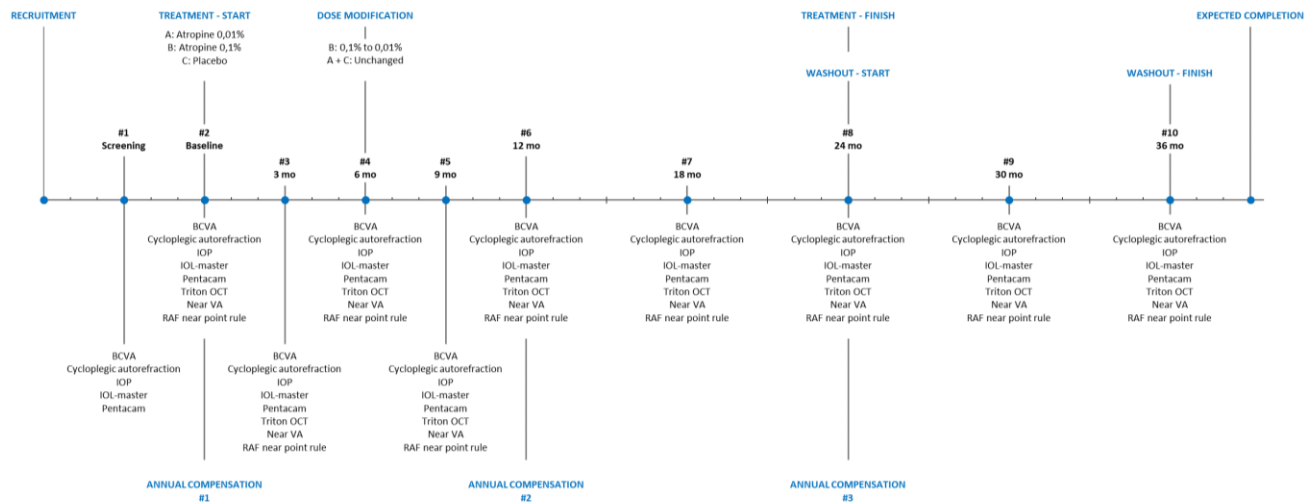 RECRUITMENT
TREATMENT - START
A: Atropine 0,01%
B: Atropine 0,1%
C: Placebo
DOSE MODIFICATION
B: 0,1% to 0,01%
A + C: Unchanged
TREATMENT - FINISH
WASHOUT - START
WASHOUT - FINISH
EXPECTED COMPLETION
#1
Screening
#2
Baseline
#3
3 mo
#4
6 mo
#5
9 mo
#6
12 mo
#7
18 mo
#8
24 mo
#9
30 mo
#10
36 mo
BCVA
Cycloplegic autorefraction
IOP
IOL-master
Pentacam
BCVA
Cycloplegic autorefraction
IOP
IOL-master
Pentacam
Triton OCT
Near VA
RAF near point rule
BCVA
Cycloplegic autorefraction
IOP
IOL-master
Pentacam
Triton OCT
Near VA
RAF near point rule
BCVA
Cycloplegic autorefraction
IOP
IOL-master
Pentacam
Triton OCT
Near VA
RAF near point rule
BCVA
Cycloplegic autorefraction
IOP
IOL-master
Pentacam
Triton OCT
Near VA
RAF near point rule
BCVA
Cycloplegic autorefraction
IOP
IOL-master
Pentacam
Triton OCT
Near VA
RAF near point rule
BCVA
Cycloplegic autorefraction
IOP
IOL-master
Pentacam
Triton OCT
Near VA
RAF near point rule
BCVA
Cycloplegic autorefraction
IOP
IOL-master
Pentacam
Triton OCT
Near VA
RAF near point rule
BCVA
Cycloplegic autorefraction
IOP
IOL-master
Pentacam
Triton OCT
Near VA
RAF near point rule
BCVA
Cycloplegic autorefraction
IOP
IOL-master
Pentacam
Triton OCT
Near VA
RAF near point rule
ANNUAL COMPENSATION
#1
ANNUAL COMPENSATION
#2
ANNUAL COMPENSATION
#3